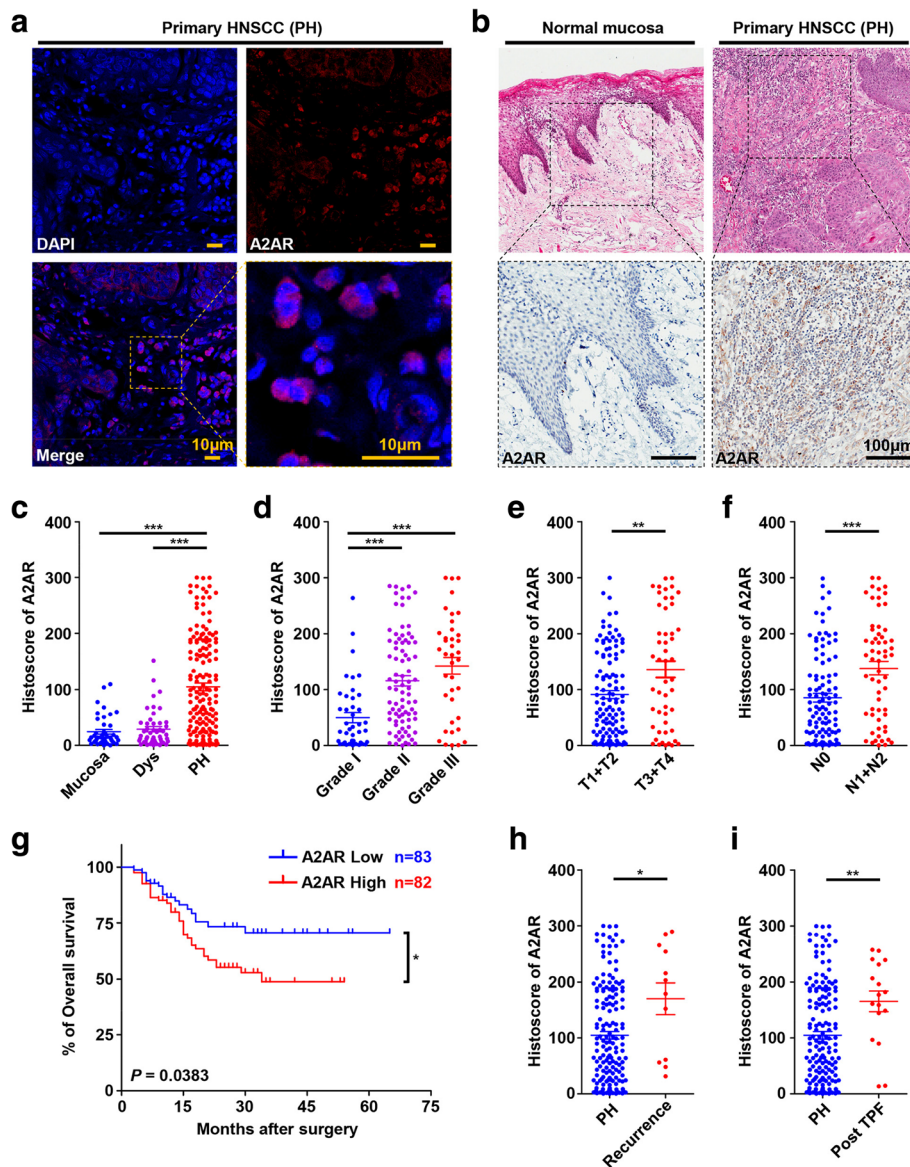 a
Primary HNSCC (PH)
DAPI
A2AR
Merge
10μm
10μm
b
Normal mucosa
Primary HNSCC (PH)
A2AR
A2AR
100μm
c
***
***
Histoscore of A2AR
400
300
200
100
0
Mucosa
Dys
PH
d
***
***
Histoscore of A2AR
400
300
200
100
0
Grade I
Grade II
Grade III
e
**
Histoscore of A2AR
400
300
200
100
0
T1+T2
T3+T4
f
***
Histoscore of A2AR
400
300
200
100
0
N0
N1+N2
g
A2AR Low n=83
A2AR High n=82
% of Overall survival
100
75
50
25
0
*
P = 0.0383
0 15 30 45 60 75
Months after surgery
h
*
Histoscore of A2AR
400
300
200
100
0
PH
Recurrence
i
**
Histoscore of A2AR
400
300
200
100
0
PH
Post TPF